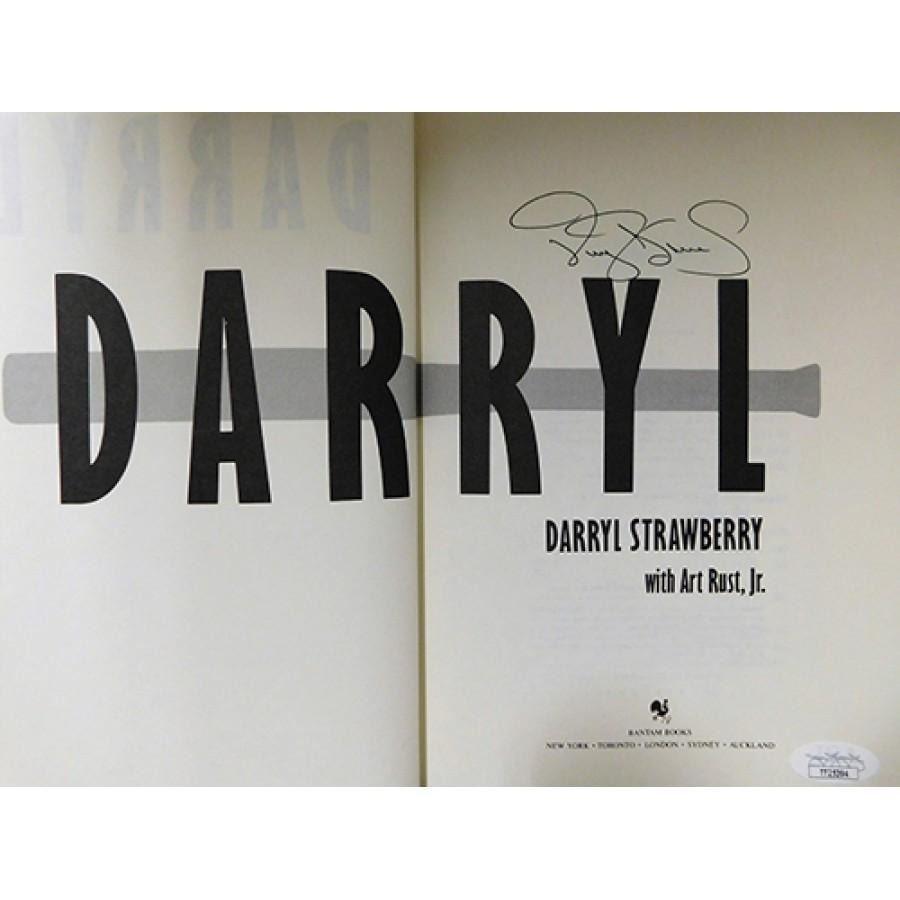 DARRYL
DARRYL
DARRYL STRAWBERRY
with Art Rust, Jr.
BANTAM BOOKS
NEW YORK · TORONTO · LONDON · SYDNEY · AUCKLAND